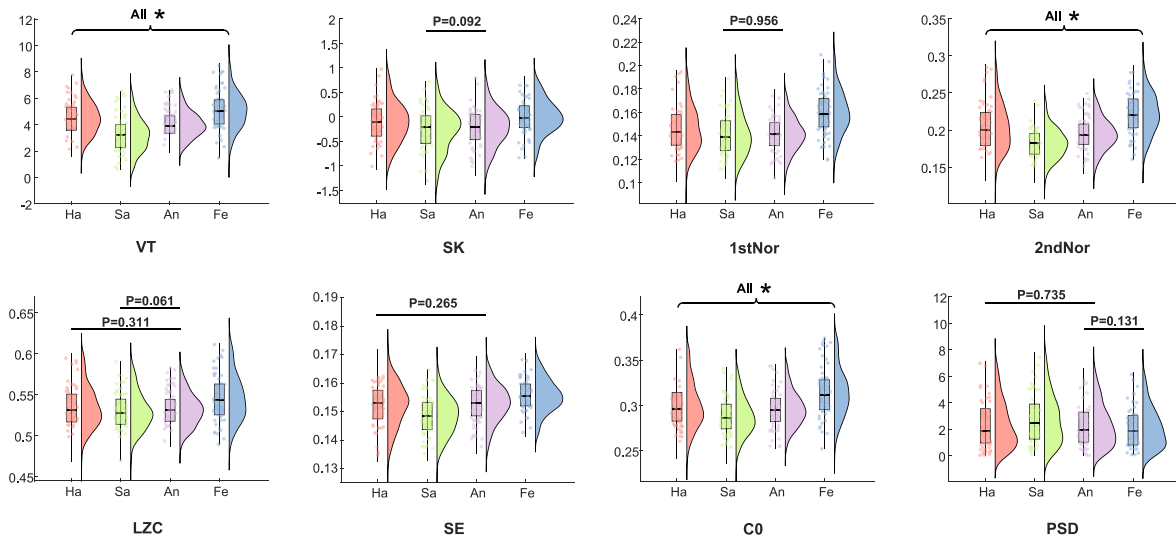 All *
12
10
8
6
4
2
0
-2
Ha Sa An Fe
VT
P=0.092
2
1.5
1
0.5
0
-0.5
-1
-1.5
Ha Sa An Fe
SK
P=0.956
0.24
0.22
0.2
0.18
0.16
0.14
0.12
0.1
Ha Sa An Fe
1stNor
All *
0.35
0.3
0.25
0.2
0.15
Ha Sa An Fe
2ndNor
P=0.061
P=0.311
0.65
0.6
0.55
0.5
0.45
Ha Sa An Fe
LZC
P=0.265
0.19
0.18
0.17
0.16
0.15
0.14
0.13
Ha Sa An Fe
SE
All *
0.4
0.35
0.3
0.25
Ha Sa An Fe
C0
P=0.735
P=0.131
12
10
8
6
4
2
0
Ha Sa An Fe
PSD